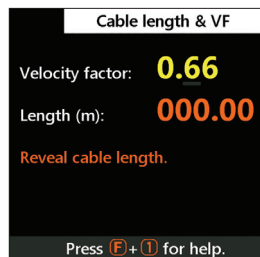 Cable length & VF
Velocity factor: 0.66
Length (m): 000.00
Reveal cable length.
Press F + 1 for help.